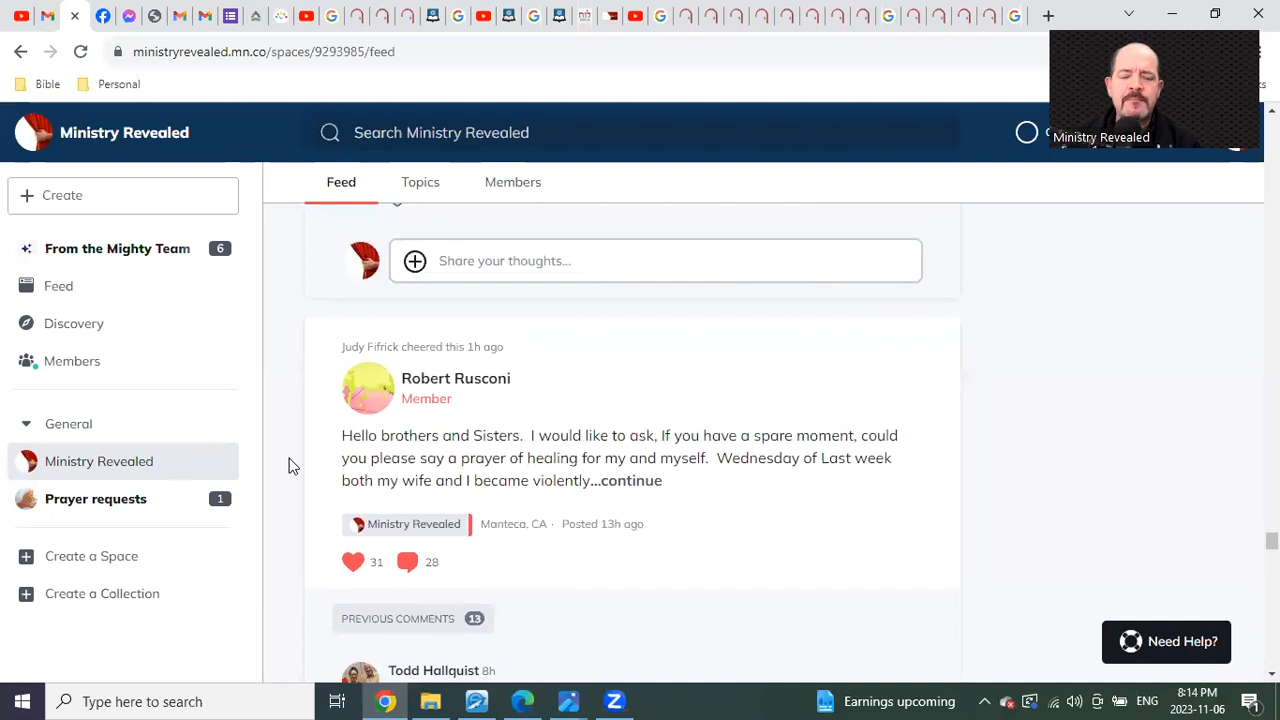 ministryrevealed.mn.co/spaces/9293985/feed
Bible
Personal
Ministry Revealed
Ministry Revealed
Search Ministry Revealed
Create
Feed
Topics
Members
From the Mighty Team
6
Feed
Discovery
Members
General
Ministry Revealed
Prayer requests
1
Create a Space
Create a Collection
Share your thoughts...
Judy Fifrick cheered this 1h ago
Robert Rusconi
Member
Hello brothers and Sisters. I would like to ask, If you have a spare moment, could
you please say a prayer of healing for my and myself. Wednesday of Last week
both my wife and I became violently...continue
Ministry Revealed
Manteca, CA · Posted 13h ago
31
28
PREVIOUS COMMENTS 13
Todd Hallquist 8h
Need Help?
Type here to search
Earnings upcoming
ENG
8:14 PM
2023-11-06
1